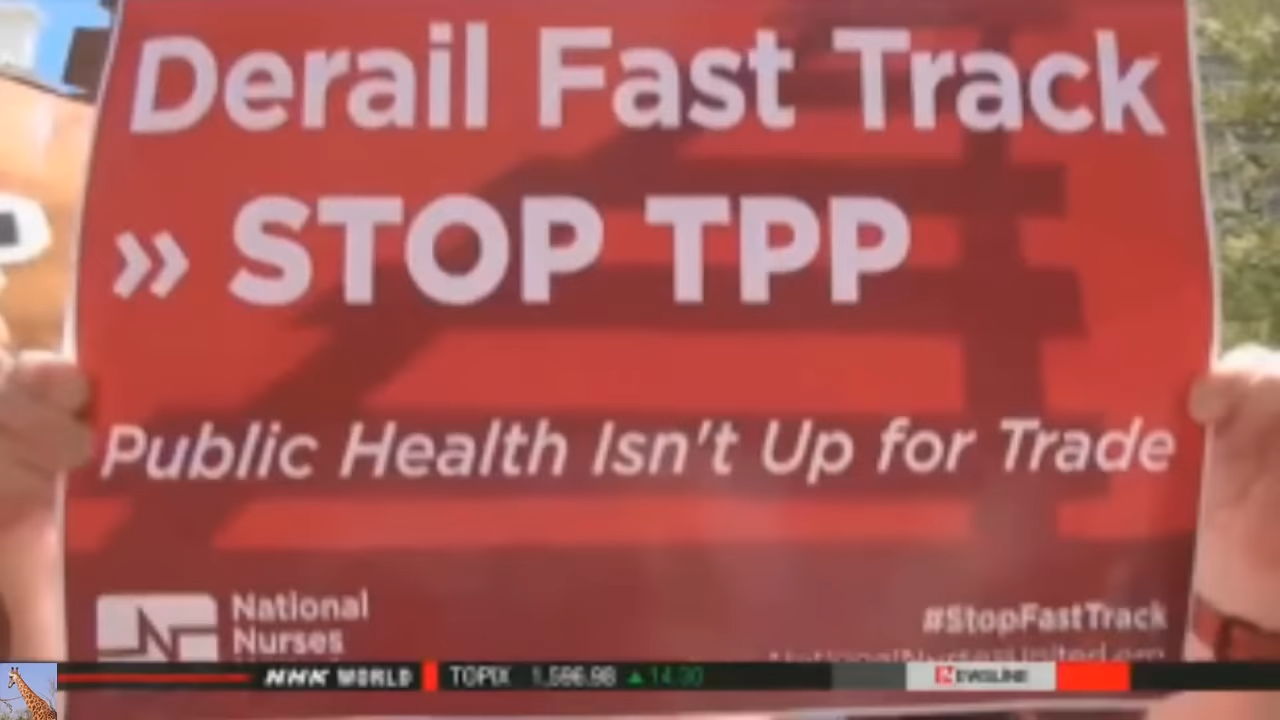 Derail Fast Track
» STOP TPP
Public Health Isn't Up for Trade
National
Nurses
#StopFastTrack
NHK WORLD
TOPIX 1,596.98 ▲14.30
NEWSLINE